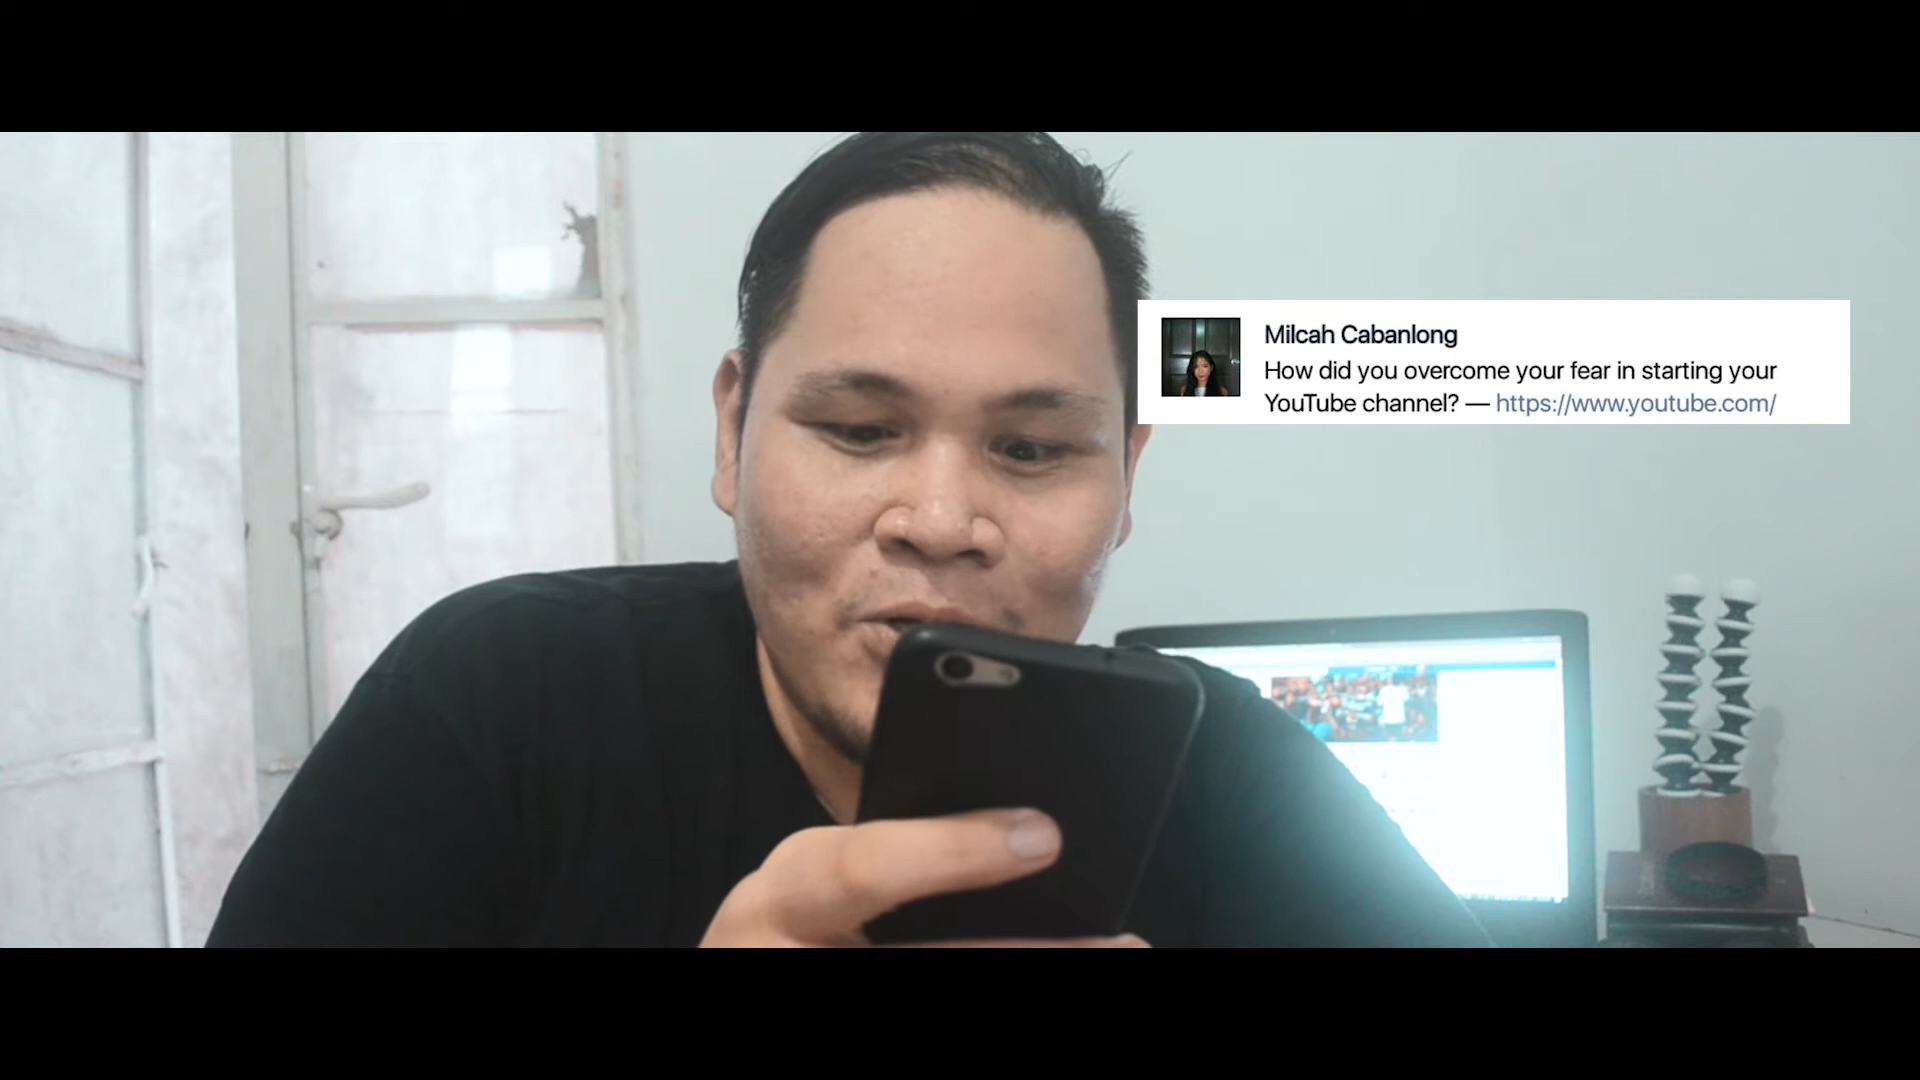 Milcah Cabanlong
How did you overcome your fear in starting your
YouTube channel? — https://www.youtube.com/